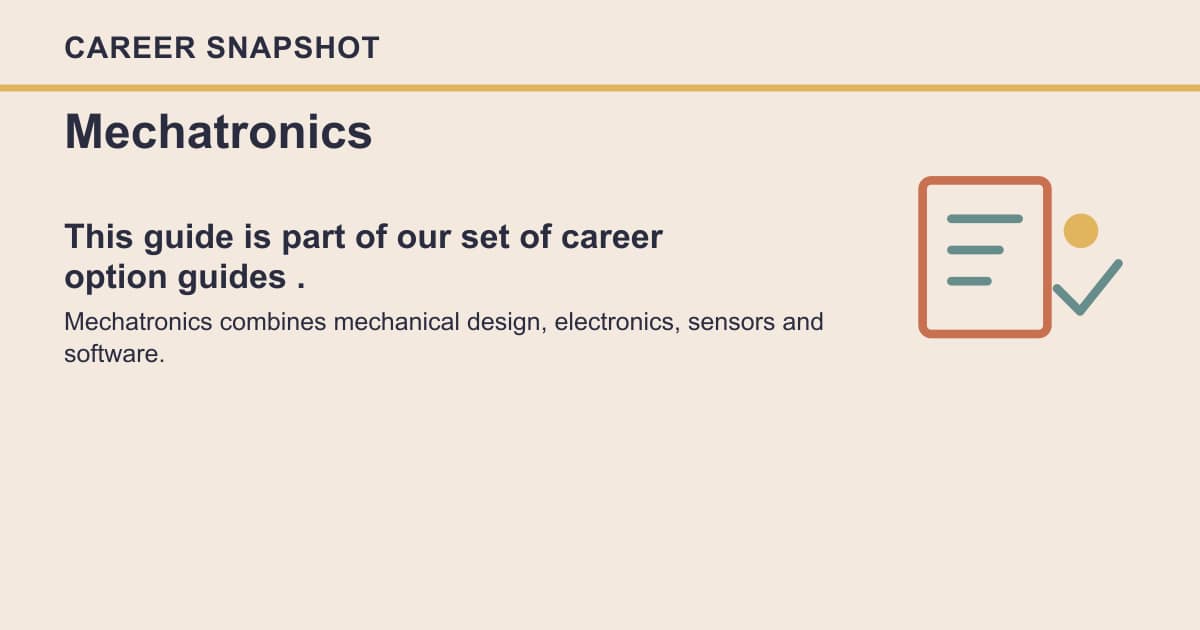 CAREER SNAPSHOT
Mechatronics
This guide is part of our set of career
option guides .
Mechatronics combines mechanical design, electronics, sensors and
software.